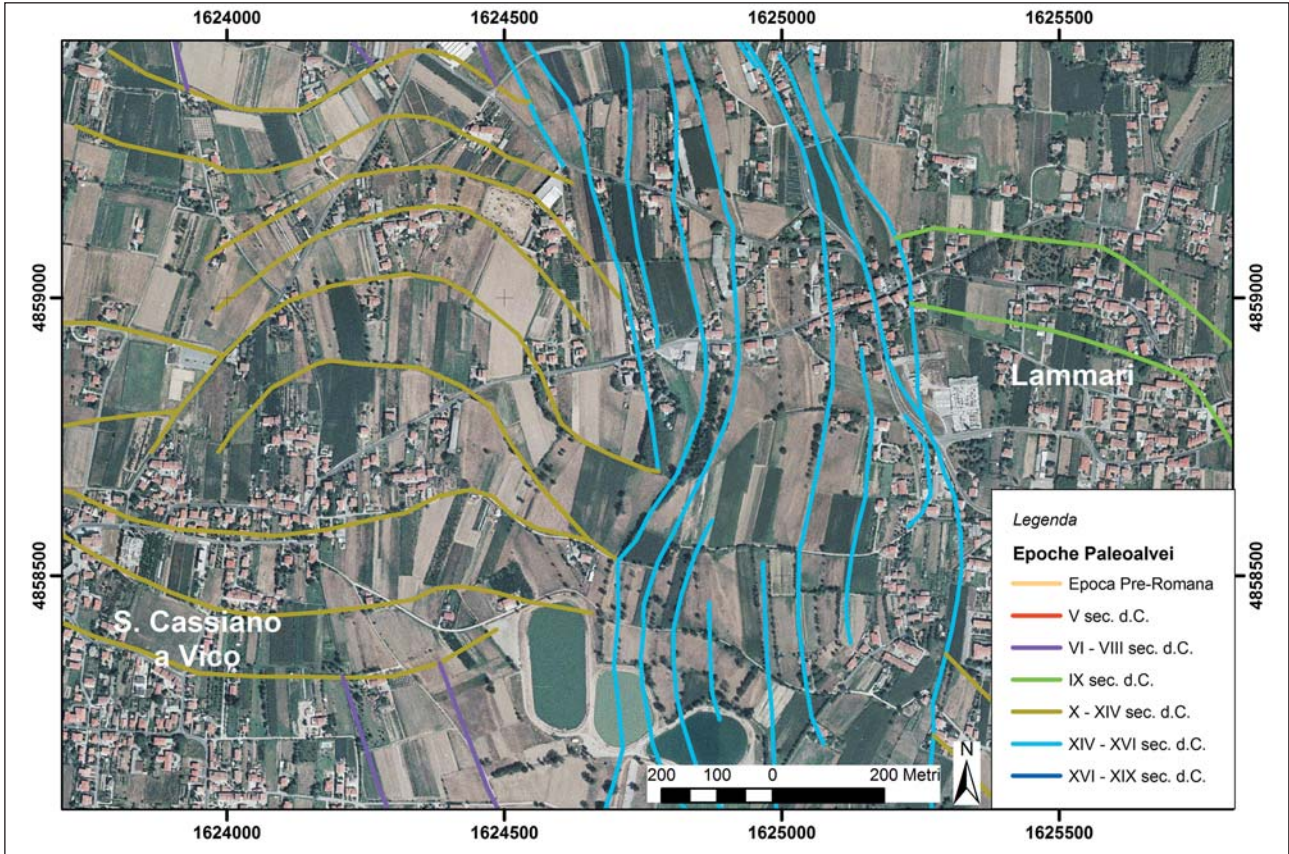 1624000 1624500 1625000 1625500
4859000
4859000
Lammari
4858500
4858500
S. Cassiano
a Vico
Legenda
Epoche Paleoalvei
Epoca Pre-Romana
V sec. d.C.
VI - VIII sec. d.C.
IX sec. d.C.
X - XIV sec. d.C.
XIV - XVI sec. d.C.
XVI - XIX sec. d.C.
N
200 100 0 200 Metri
1624000 1624500 1625000 1625500